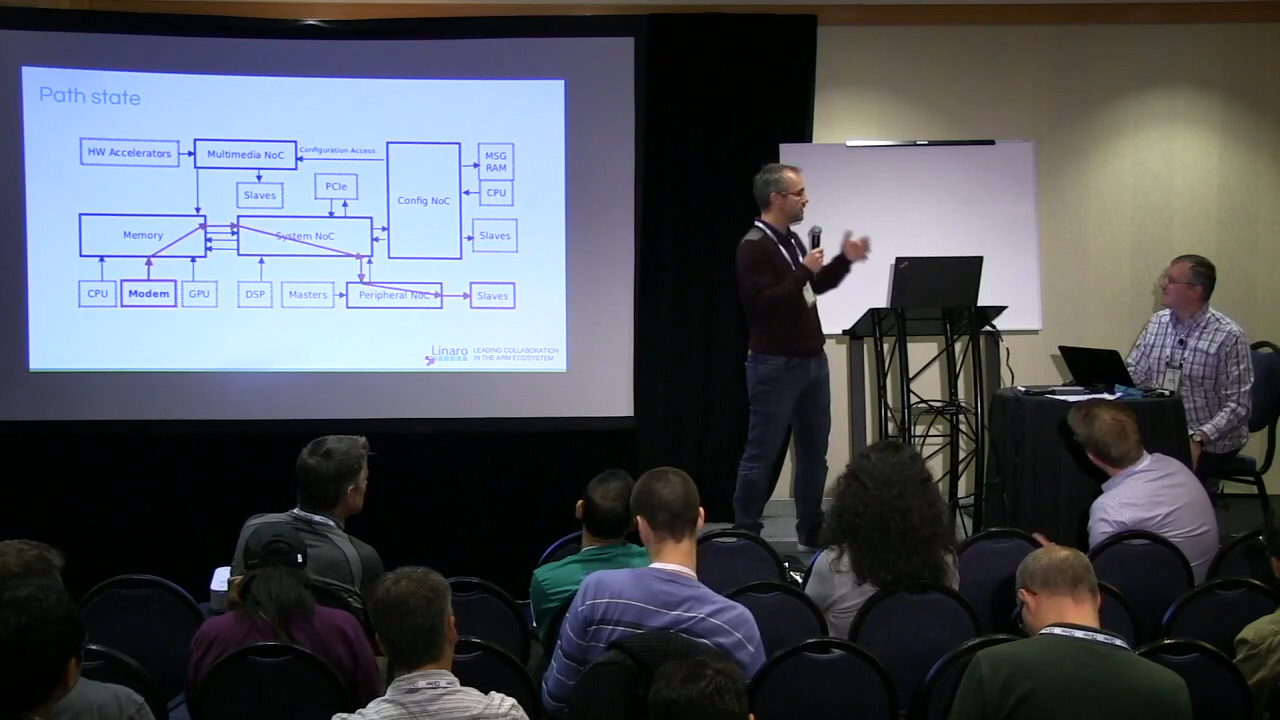 Path state
HW Accelerators
Multimedia NoC
Configuration Access
MSG
RAM
Slaves
PCIe
Config NoC
CPU
Memory
System NoC
Slaves
CPU
Modem
GPU
DSP
Masters
Peripheral NoC
Slaves
Linaro
LEADING COLLABORATION
IN THE ARM ECOSYSTEM